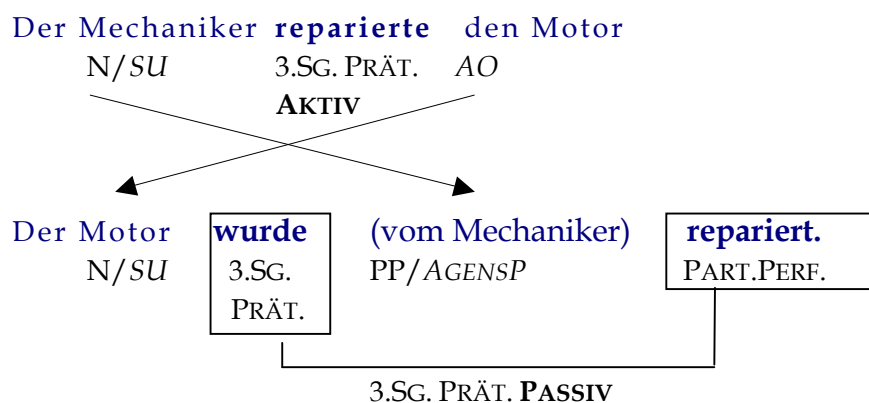 Der Mechaniker reparierte den Motor
N/SU 3.SG. PRÄT. AO
AKTIV
Der Motor wurde (vom Mechaniker) repariert.
N/SU 3.SG. PP/AGENSP PART.PERF.
PRÄT.
3.SG. PRÄT. PASSIV